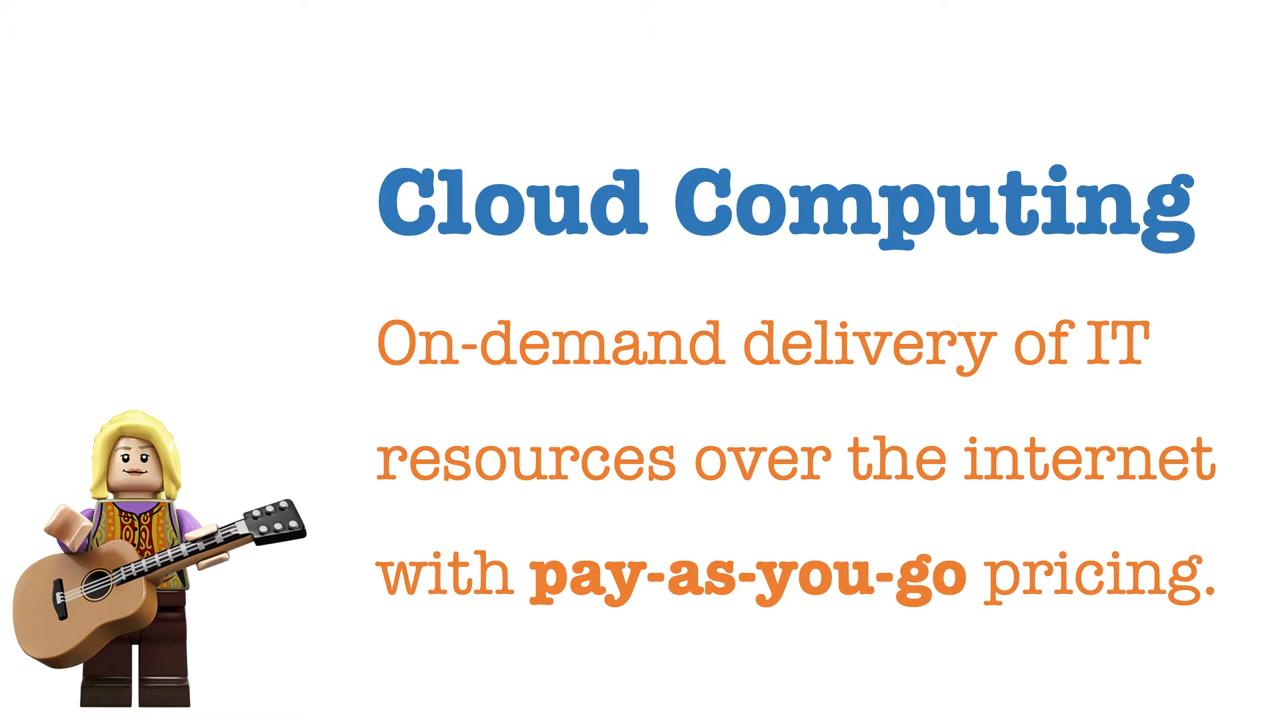 Cloud Computing
On-demand delivery of IT
resources over the internet
with pay-as-you-go pricing.